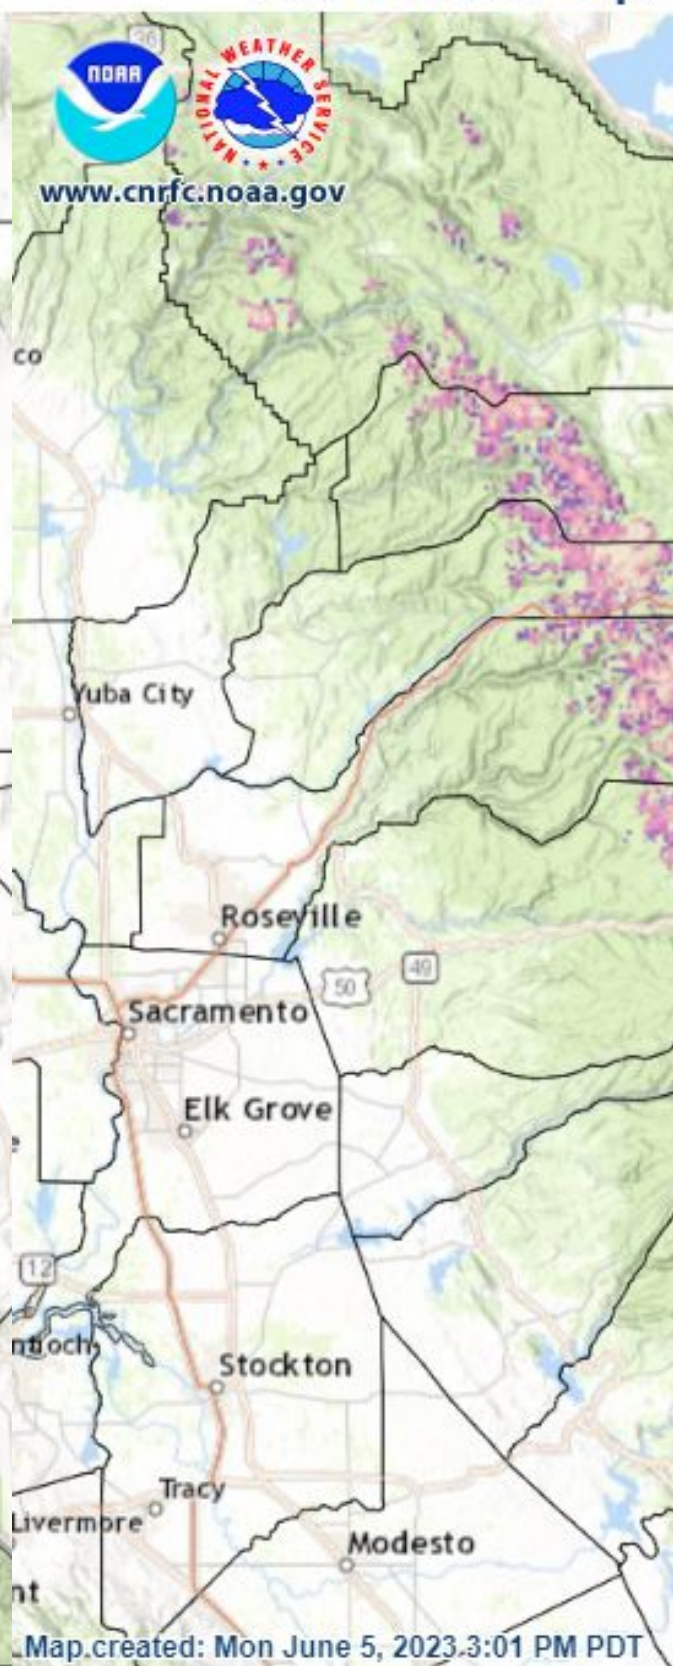 36
NOAA
NATIONAL WEATHER SERVICE
www.cnrfc.noaa.gov
co
Yuba City
Roseville
49
50
Sacramento
Elk Grove
12
ntioch
Stockton
Tracy
Livermore
Modesto
nt
Map created: Mon June 5, 2023 3:01 PM PDT